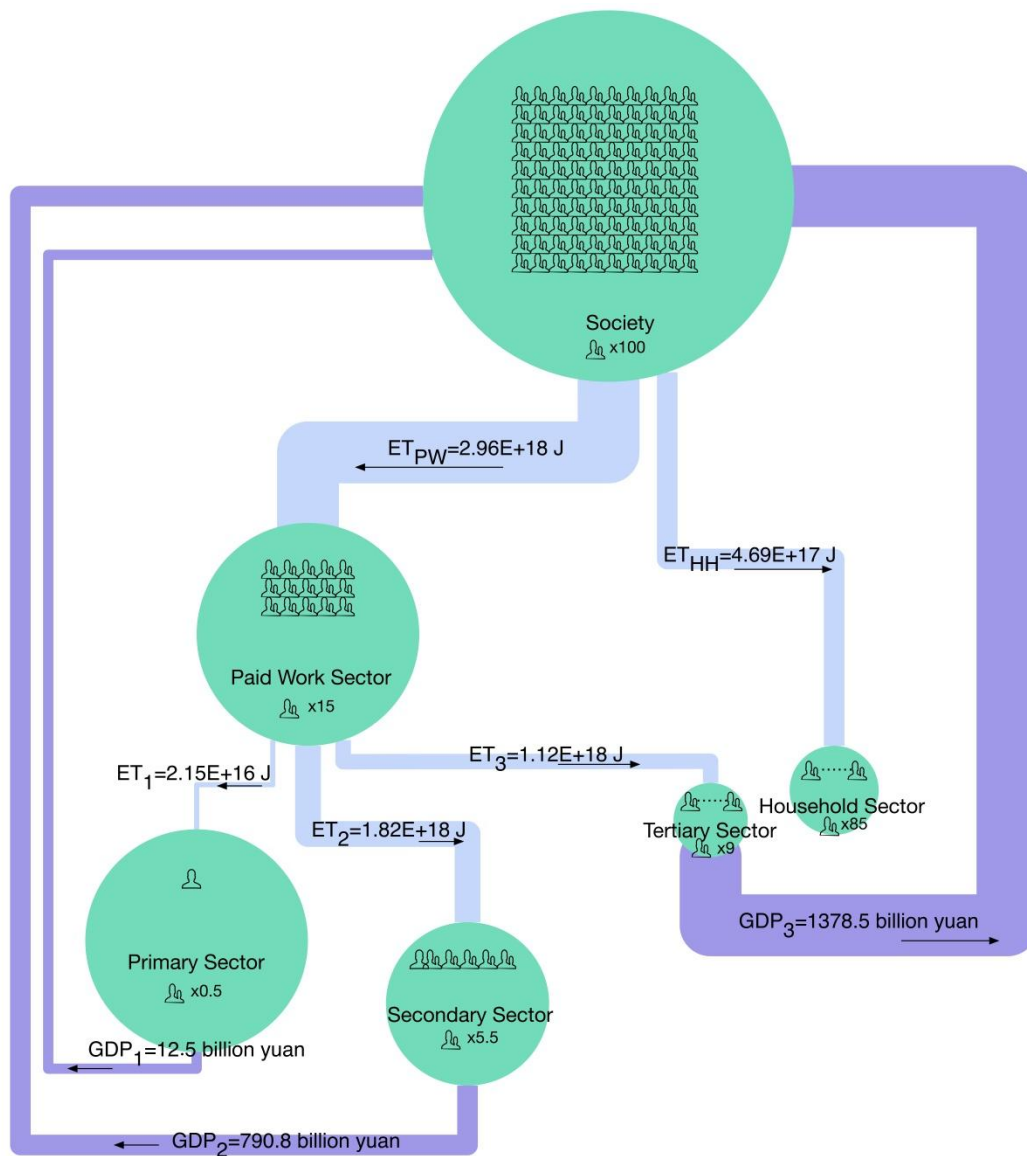 Society
x100
ET_PW=2.96E+18 J
ET_HH=4.69E+17 J
Paid Work Sector
x15
ET_1=2.15E+16 J
ET_3=1.12E+18 J
ET_2=1.82E+18 J
Household Sector
x85
Tertiary Sector
x9
GDP_3=1378.5 billion yuan
Primary Sector
x0.5
Secondary Sector
x5.5
GDP_1=12.5 billion yuan
GDP_2=790.8 billion yuan